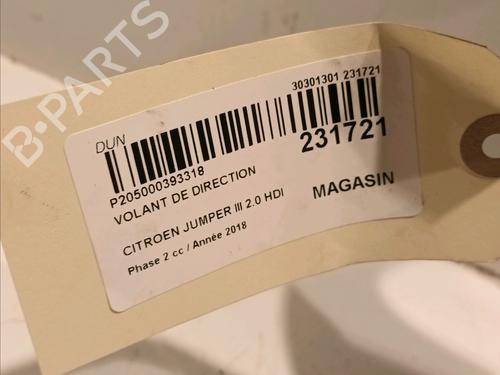 B-PARTS
DUN
30301301 231721
P205000393318
231721
VOLANT DE DIRECTION
MAGASIN
CITROEN JUMPER III 2.0 HDI
Phase 2 cc / Année 2018